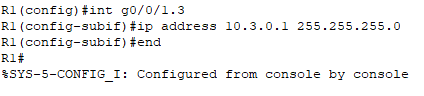 R1(config)#int g0/0/1.3
R1(config-subif)#ip address 10.3.0.1 255.255.255.0
R1(config-subif)#end
R1#
%SYS-5-CONFIG_I: Configured from console by console